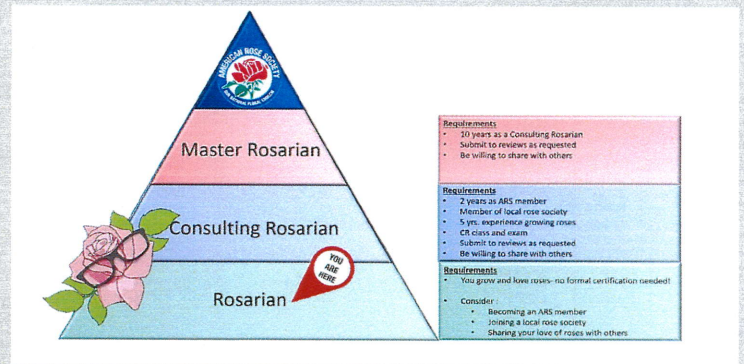 AMERICAN ROSE SOCIETY
Master Rosarian
Consulting Rosarian
YOU
ARE
HERE
Rosarian
Requirements
• 10 years as a Consulting Rosarian
• Submit to reviews as requested
• Be willing to share with others
Requirements
• 2 years as ARS member
• Member of local rose society
• 5 yrs. experience growing roses
• CR class and exam
• Submit to reviews as requested
• Be willing to share with others
Requirements
• You grow and love roses- no formal certification needed!
• Consider :
• Becoming an ARS member
• Joining a local rose society
• Sharing your love of roses with others